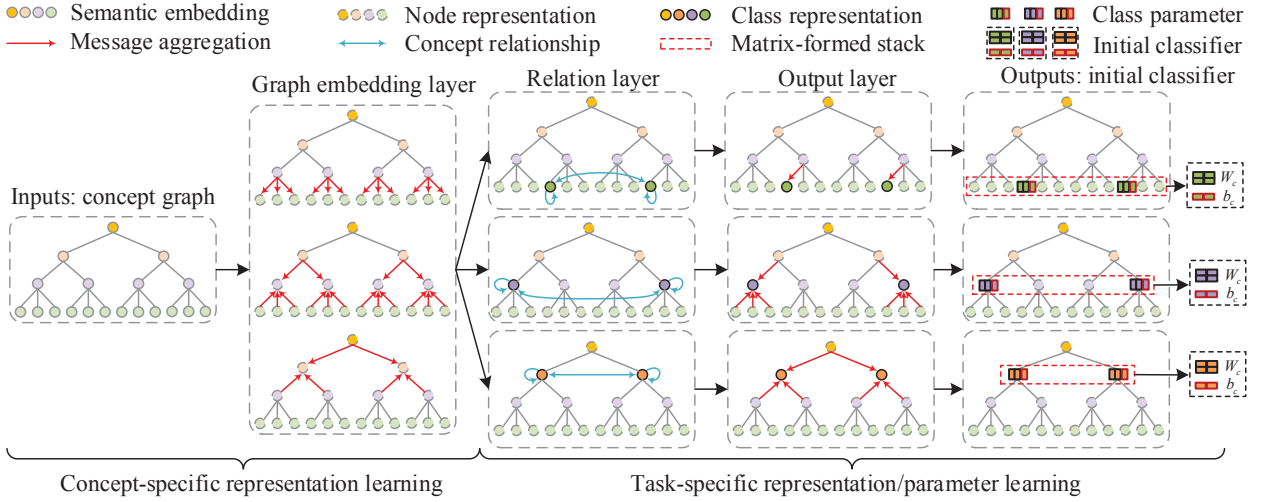 Semantic embedding
Node representation
Class representation
Class parameter
Message aggregation
Concept relationship
Matrix-formed stack
Initial classifier
Graph embedding layer
Relation layer
Output layer
Outputs: initial classifier
Inputs: concept graph
W_c
b_c
W_c
b_c
W_c
b_c
Concept-specific representation learning
Task-specific representation/parameter learning